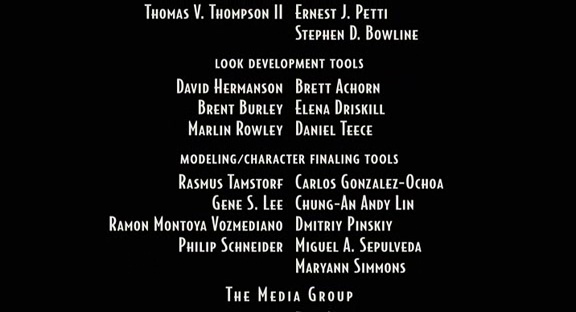 Thomas V. Thompson II Ernest J. Petti
Stephen D. Bowline
LOOK DEVELOPMENT TOOLS
David Hermanson Brett Achorn
Brent Burley Elena Driskill
Marlin Rowley Daniel Teece
MODELING/CHARACTER FINALING TOOLS
Rasmus Tamstorf Carlos Gonzalez-Ochoa
Gene S. Lee Chung-An Andy Lin
Ramon Montoya Vozmediano Dmitriy Pinskiy
Philip Schneider Miguel A. Sepulveda
Maryann Simmons
The Media Group